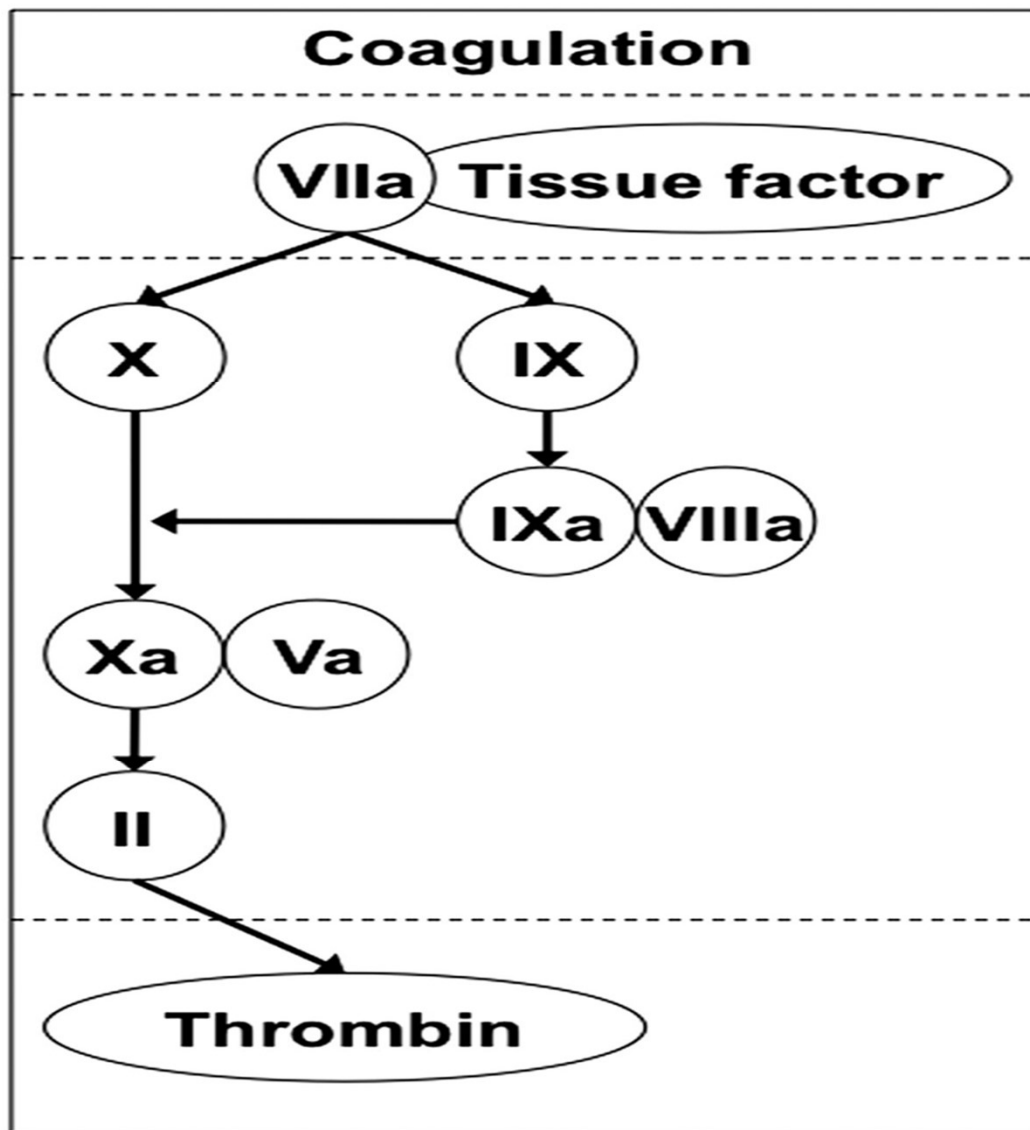 Coagulation
VIIa Tissue factor
X IX
IXa VIIIa
Xa Va
II
Thrombin